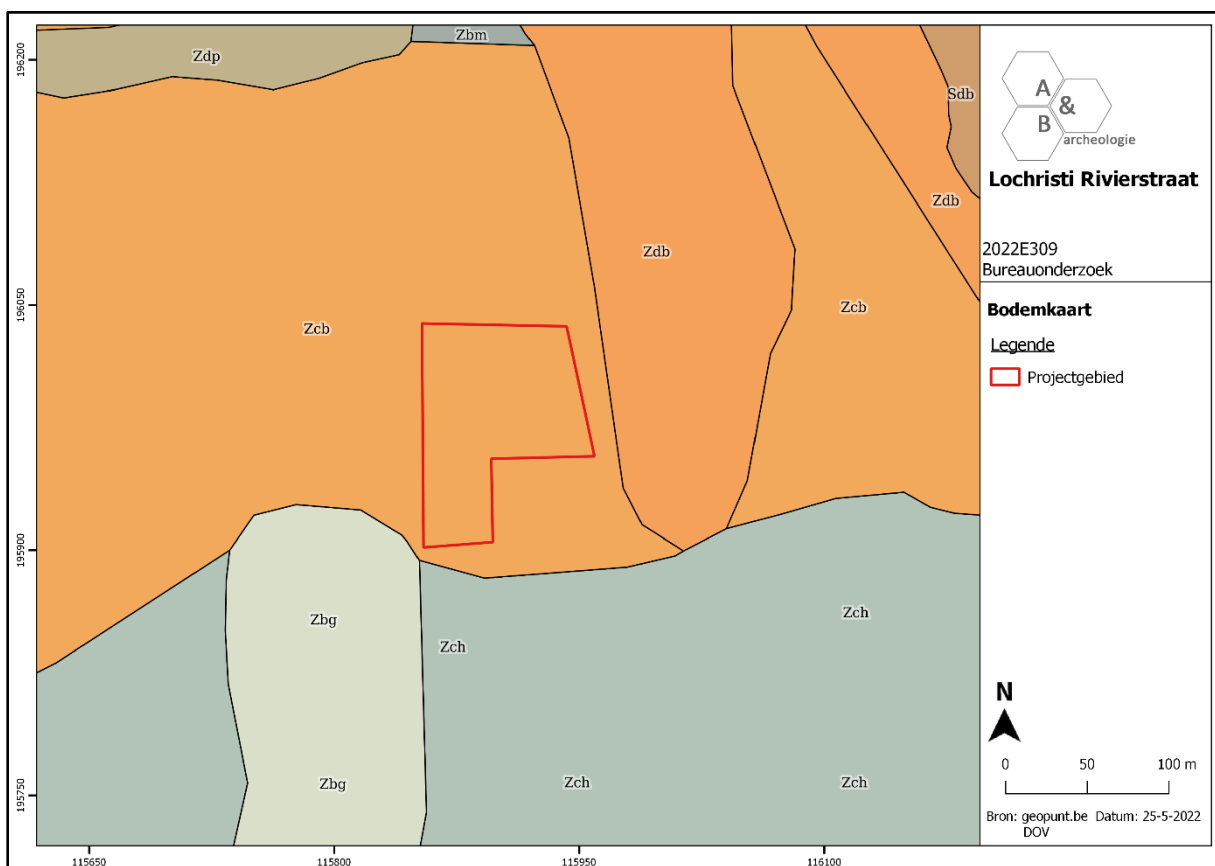 Zdp
Zbm
Sdb
Zdb
Zdb
Zcb
Zcb
Zbg
Zch
Zch
Zbg
Zch
Zch
196200
196050
195900
195750
115650
115800
115950
116100
A
&
B
archeologie
Lochristi Rivierstraat
2022E309
Bureauonderzoek
Bodemkaart
Legende
Projectgebied
N
0 50 100 m
Bron: geopunt.be Datum: 25-5-2022
DOV